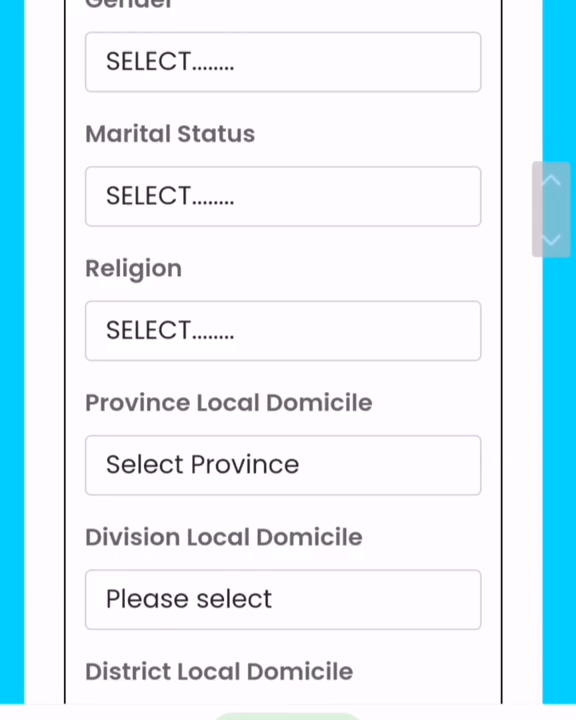 Gender
SELECT........
Marital Status
SELECT........
Religion
SELECT........
Province Local Domicile
Select Province
Division Local Domicile
Please select
District Local Domicile